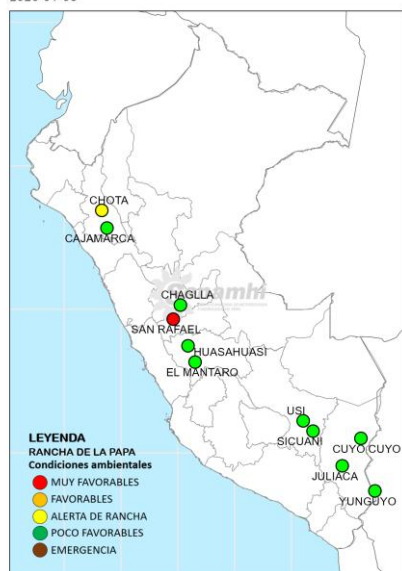 CHOTA
CAJAMARCA
Senamhi
CHAGLLA
SAN RAFAEL
HUASAHUASI
EL MANTARO
USI
SICUANI
CUYO CUYO
JULIACA
YUNGUYO
LEYENDA
RANCHA DE LA PAPA
Condiciones ambientales
MUY FAVORABLES
FAVORABLES
ALERTA DE RANCHA
POCO FAVORABLES
EMERGENCIA